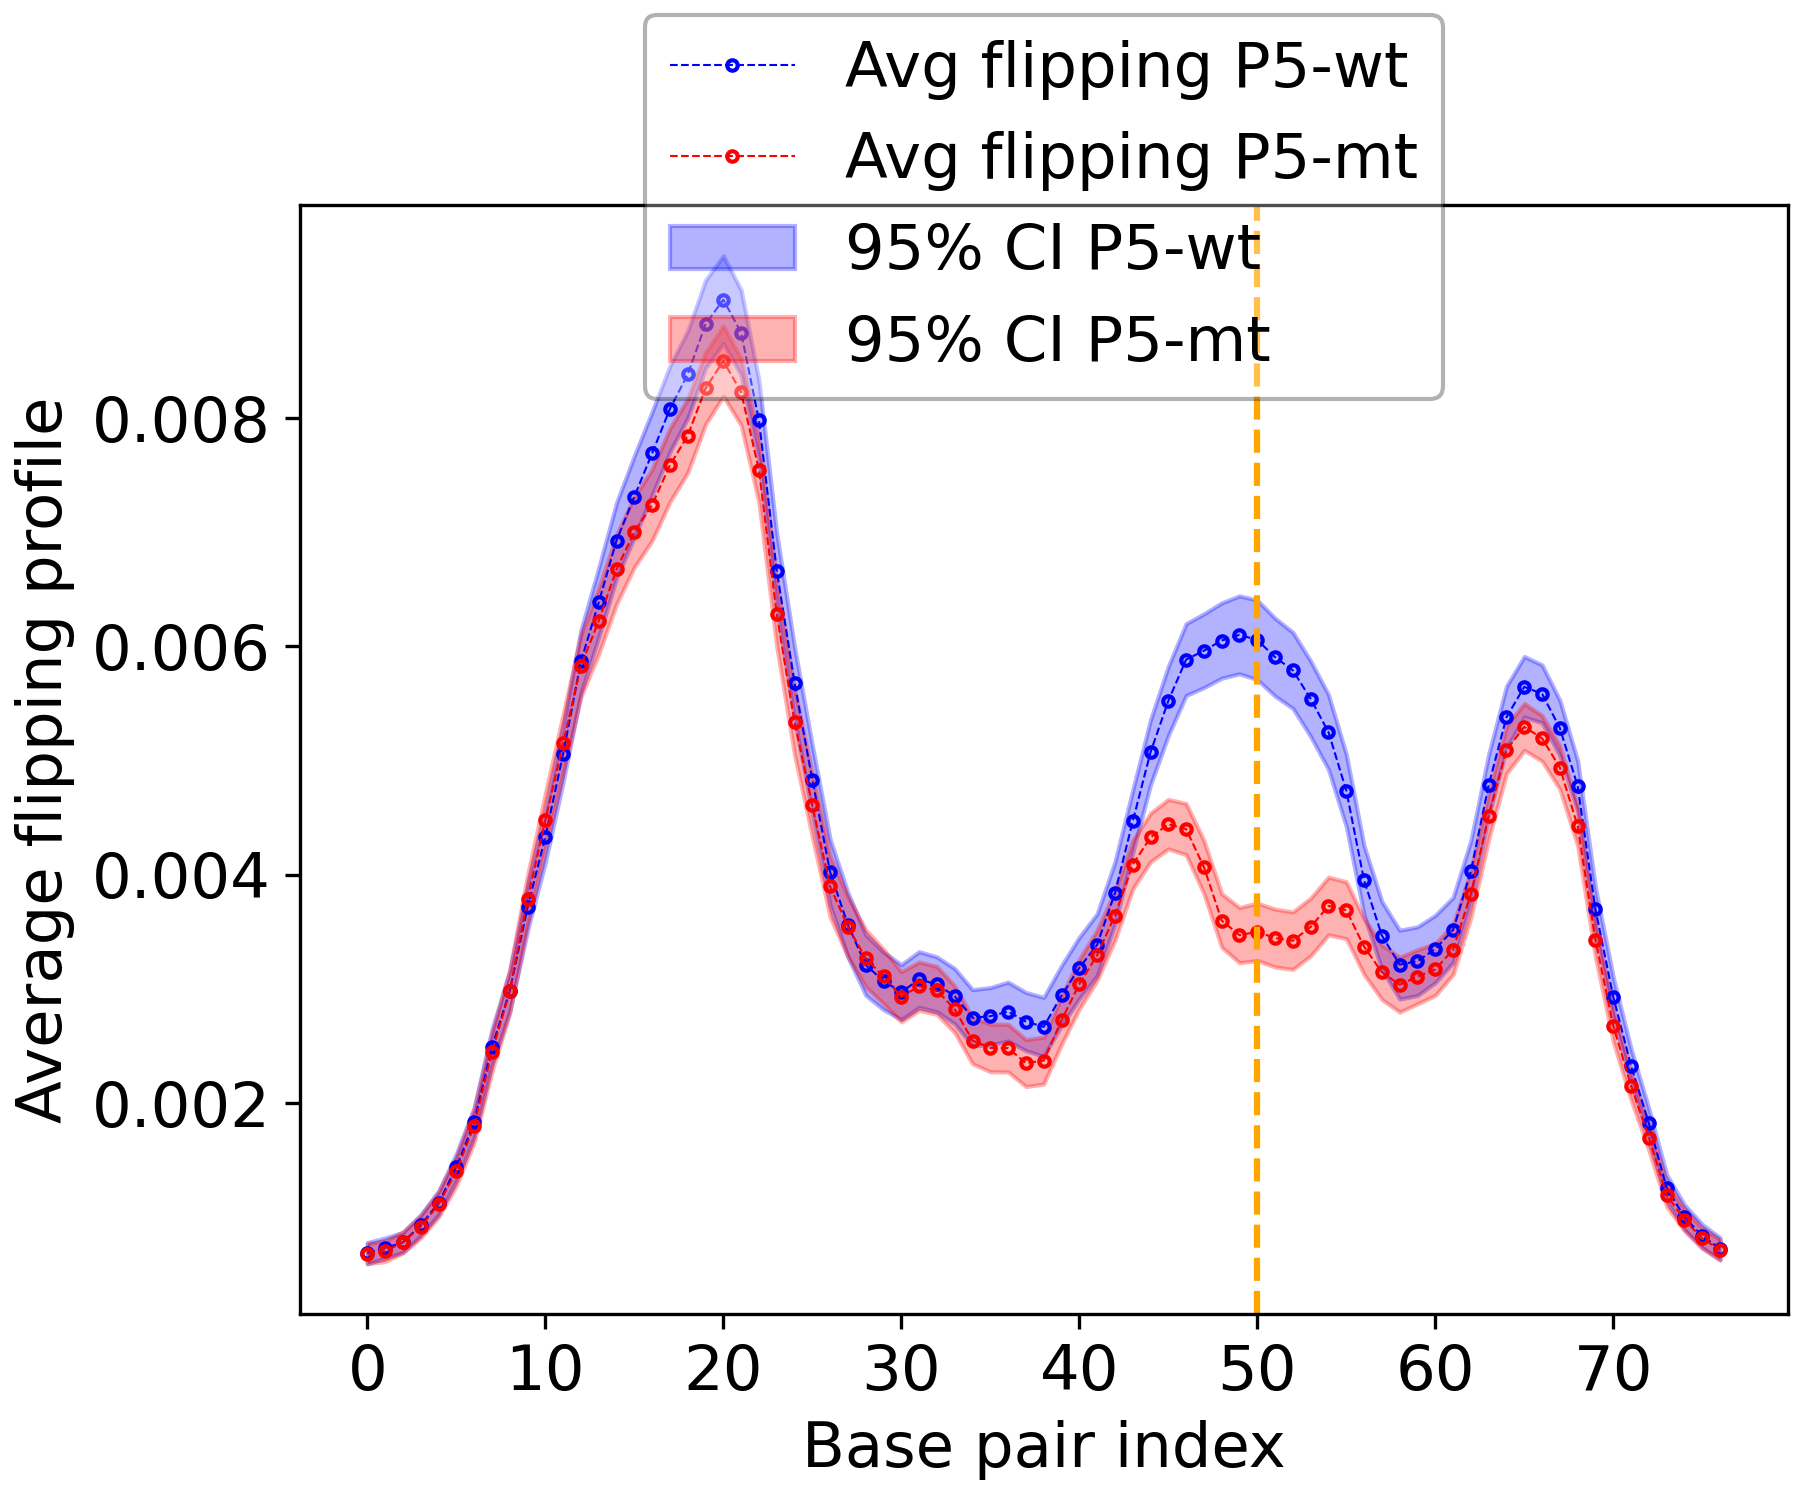 Avg flipping P5-wt
Avg flipping P5-mt
95% CI P5-wt
95% CI P5-mt
Average flipping profile
0.008
0.006
0.004
0.002
0 10 20 30 40 50 60 70
Base pair index